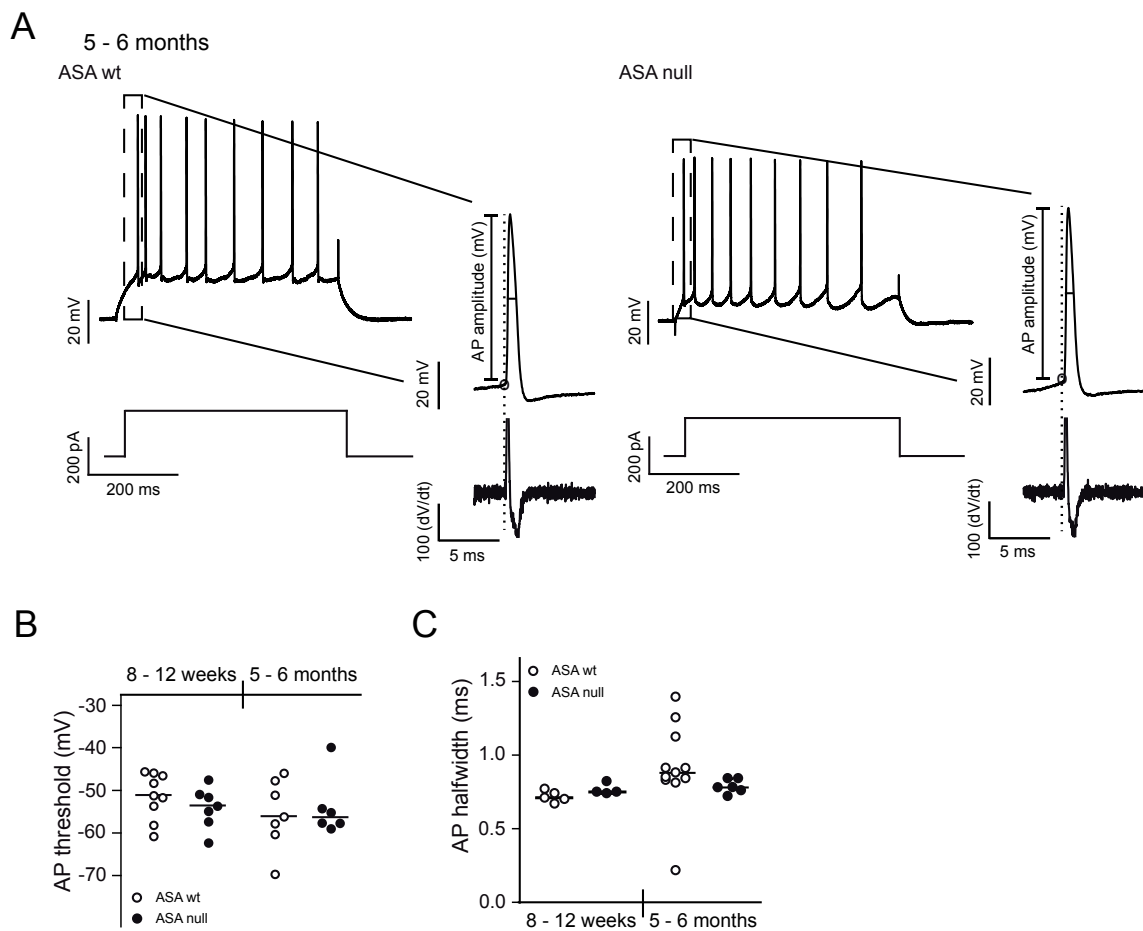 A
5 - 6 months
ASA wt
ASA null
20 mV
AP amplitude (mV)
20 mV
200 pA
200 ms
100 (dV/dt)
5 ms
20 mV
AP amplitude (mV)
20 mV
200 pA
200 ms
100 (dV/dt)
5 ms
B
8 - 12 weeks
5 - 6 months
AP threshold (mV)
-30
-40
-50
-60
-70
ASA wt
ASA null
C
ASA wt
ASA null
AP halfwidth (ms)
1.5
1.0
0.5
0.0
8 - 12 weeks
5 - 6 months